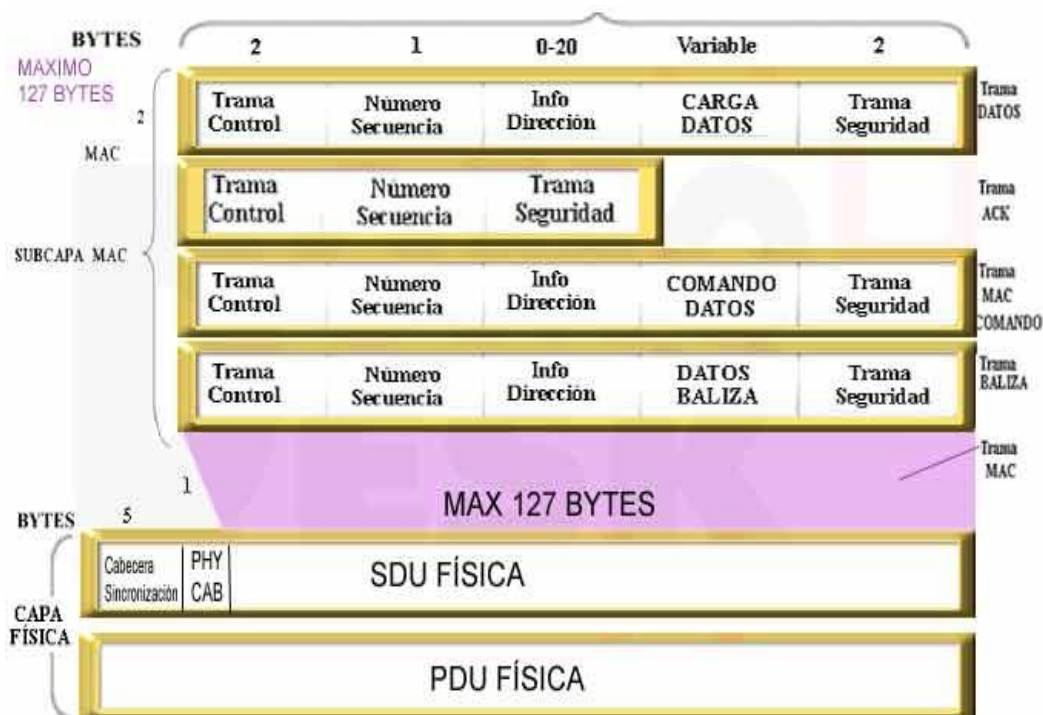 BYTES 2 1 0-20 Variable 2
MAXIMO
127 BYTES
2
MAC
SUBCAPA MAC
Trama Control Número Secuencia Info Dirección CARGA DATOS Trama Seguridad
Trama DATOS
Trama Control Número Secuencia Trama Seguridad
Trama ACK
Trama Control Número Secuencia Info Dirección COMANDO DATOS Trama Seguridad
Trama MAC COMANDO
Trama Control Número Secuencia Info Dirección DATOS BALIZA Trama Seguridad
Trama BALIZA
Trama MAC
1
MAX 127 BYTES
BYTES 5
Cabecera Sincronización PHY CAB SDU FÍSICA
CAPA FÍSICA
PDU FÍSICA